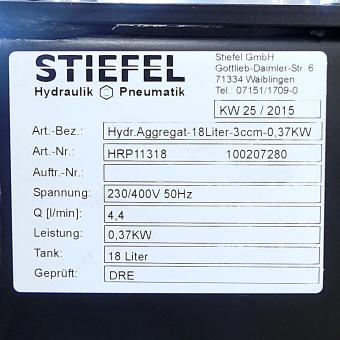 STIEFEL
Hydraulik Pneumatik
Stiefel GmbH
Gottlieb-Daimler-Str. 6
71334 Waiblingen
Tel.: 07151/1709-0
KW 25 / 2015
Art.-Bez.: Hydr.Aggregat-18Liter-3ccm-0,37KW
Art.-Nr.: HRP11318 100207280
Auftr.-Nr.:
Spannung: 230/400V 50Hz
Q [l/min]: 4,4
Leistung: 0,37KW
Tank: 18 Liter
Geprüft: DRE